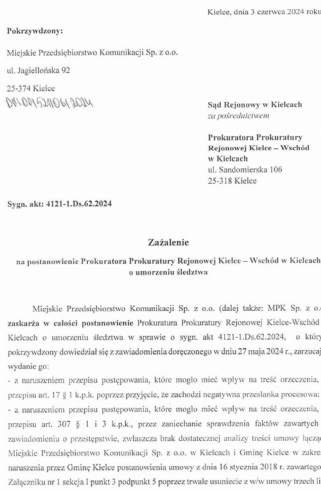 Kielce, dnia 3 czerwca 2024 roku
Pokrzywdzony:
Miejskie Przedsiębiorstwo Komunikacji Sp. z o.o.
ul. Jagiellońska 92
25-374 Kielce
Sąd Rejonowy w Kielcach
za pośrednictwem
Prokuratora Prokuratury
Rejonowej Kielce – Wschód
w Kielcach
ul. Sandomierska 106
25-318 Kielce
Sygn. akt: 4121-1.Ds.62.2024
Zażalenie
na postanowienie Prokuratora Prokuratury Rejonowej Kielce – Wschód w Kielcach
o umorzeniu śledztwa
Miejskie Przedsiębiorstwo Komunikacji Sp. z o.o. (dalej także: MPK Sp. z o.o
zaskarża w całości postanowienie Prokuratora Prokuratury Rejonowej Kielce-Wschód
Kielcach o umorzeniu śledztwa w sprawie o sygn. akt 4121-1.Ds.62.2024, o który
pokrzywdzony dowiedział się z zawiadomienia doręczonego w dniu 27 maja 2024 r., zarzucaj
wydanie go:
- z naruszeniem przepisu postępowania, które mogło mieć wpływ na treść orzeczenia,
przepisu art. 17 § 1 k.p.k. poprzez przyjęcie, że zachodzi negatywna przesłanka procesowa;
- z naruszeniem przepisu postępowania, które mogło mieć wpływ na treść orzeczenia,
przepisu art. 307 § 1 i 3 k.p.k., przez zaniechanie sprawdzenia faktów zawartych
zawiadomieniu o przestępstwie, zwłaszcza brak dostatecznej analizy treści umowy łącząc
Miejskie Przedsiębiorstwo Komunikacji Sp. z o.o. w Kielcach i Gminę Kielce w zakre
naruszenia przez Gminę Kielce postanowienia umowy z dnia 16 stycznia 2018 r. zawartego
Załączniku nr 1 sekcja 1 punkt 3 podpunkt 5 poprzez trwałe usuniecie z w/w umowy trzech li